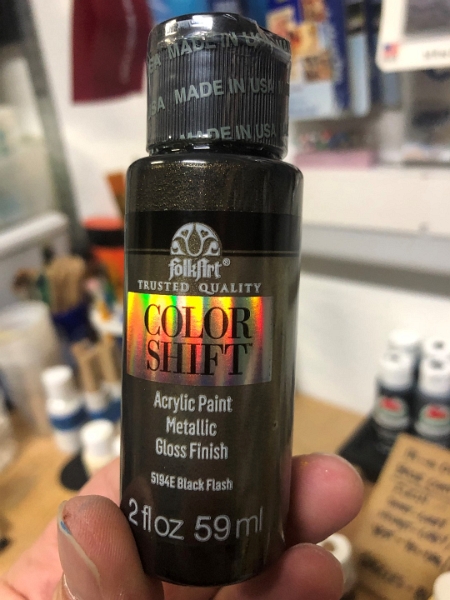 MADE IN U
SA MADE IN USA
MADE IN USA
folkArt®
TRUSTED QUALITY
COLOR
SHIFT
Acrylic Paint
Metallic
Gloss Finish
5194E Black Flash
2 fl oz 59 ml